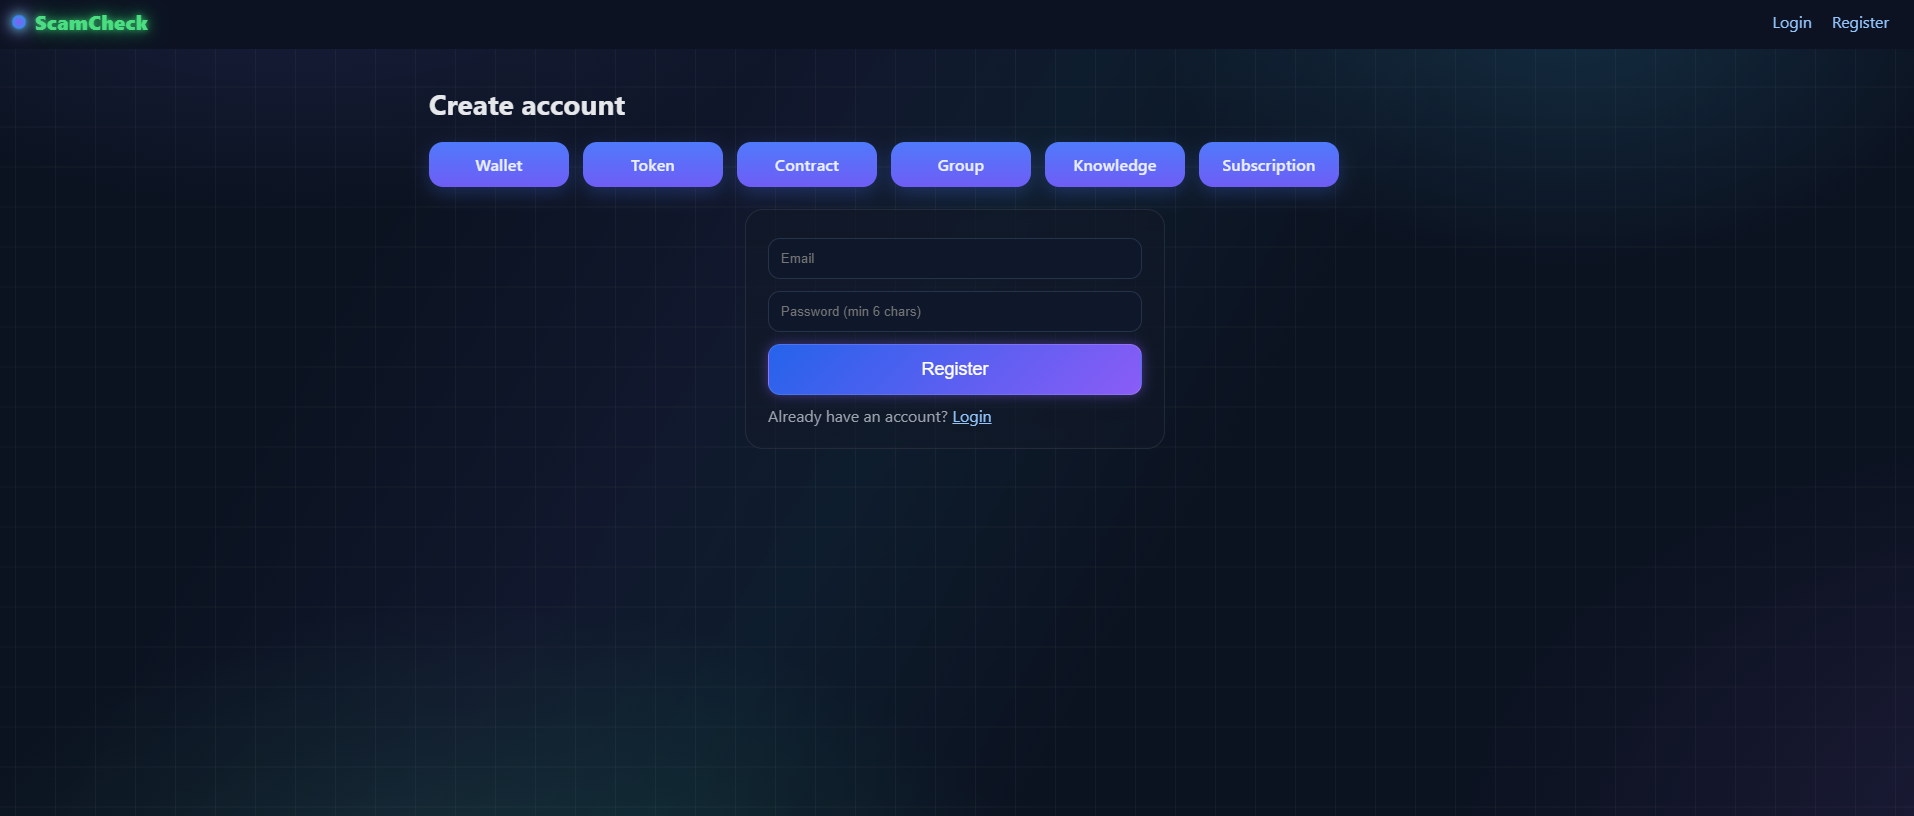 ScamCheck
Login Register
Create account
Wallet Token Contract Group Knowledge Subscription
Email
Password (min 6 chars)
Register
Already have an account? Login